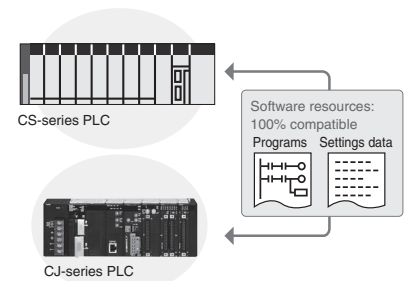 CS-series PLC
Software resources:
100% compatible
Programs Settings data
CJ-series PLC